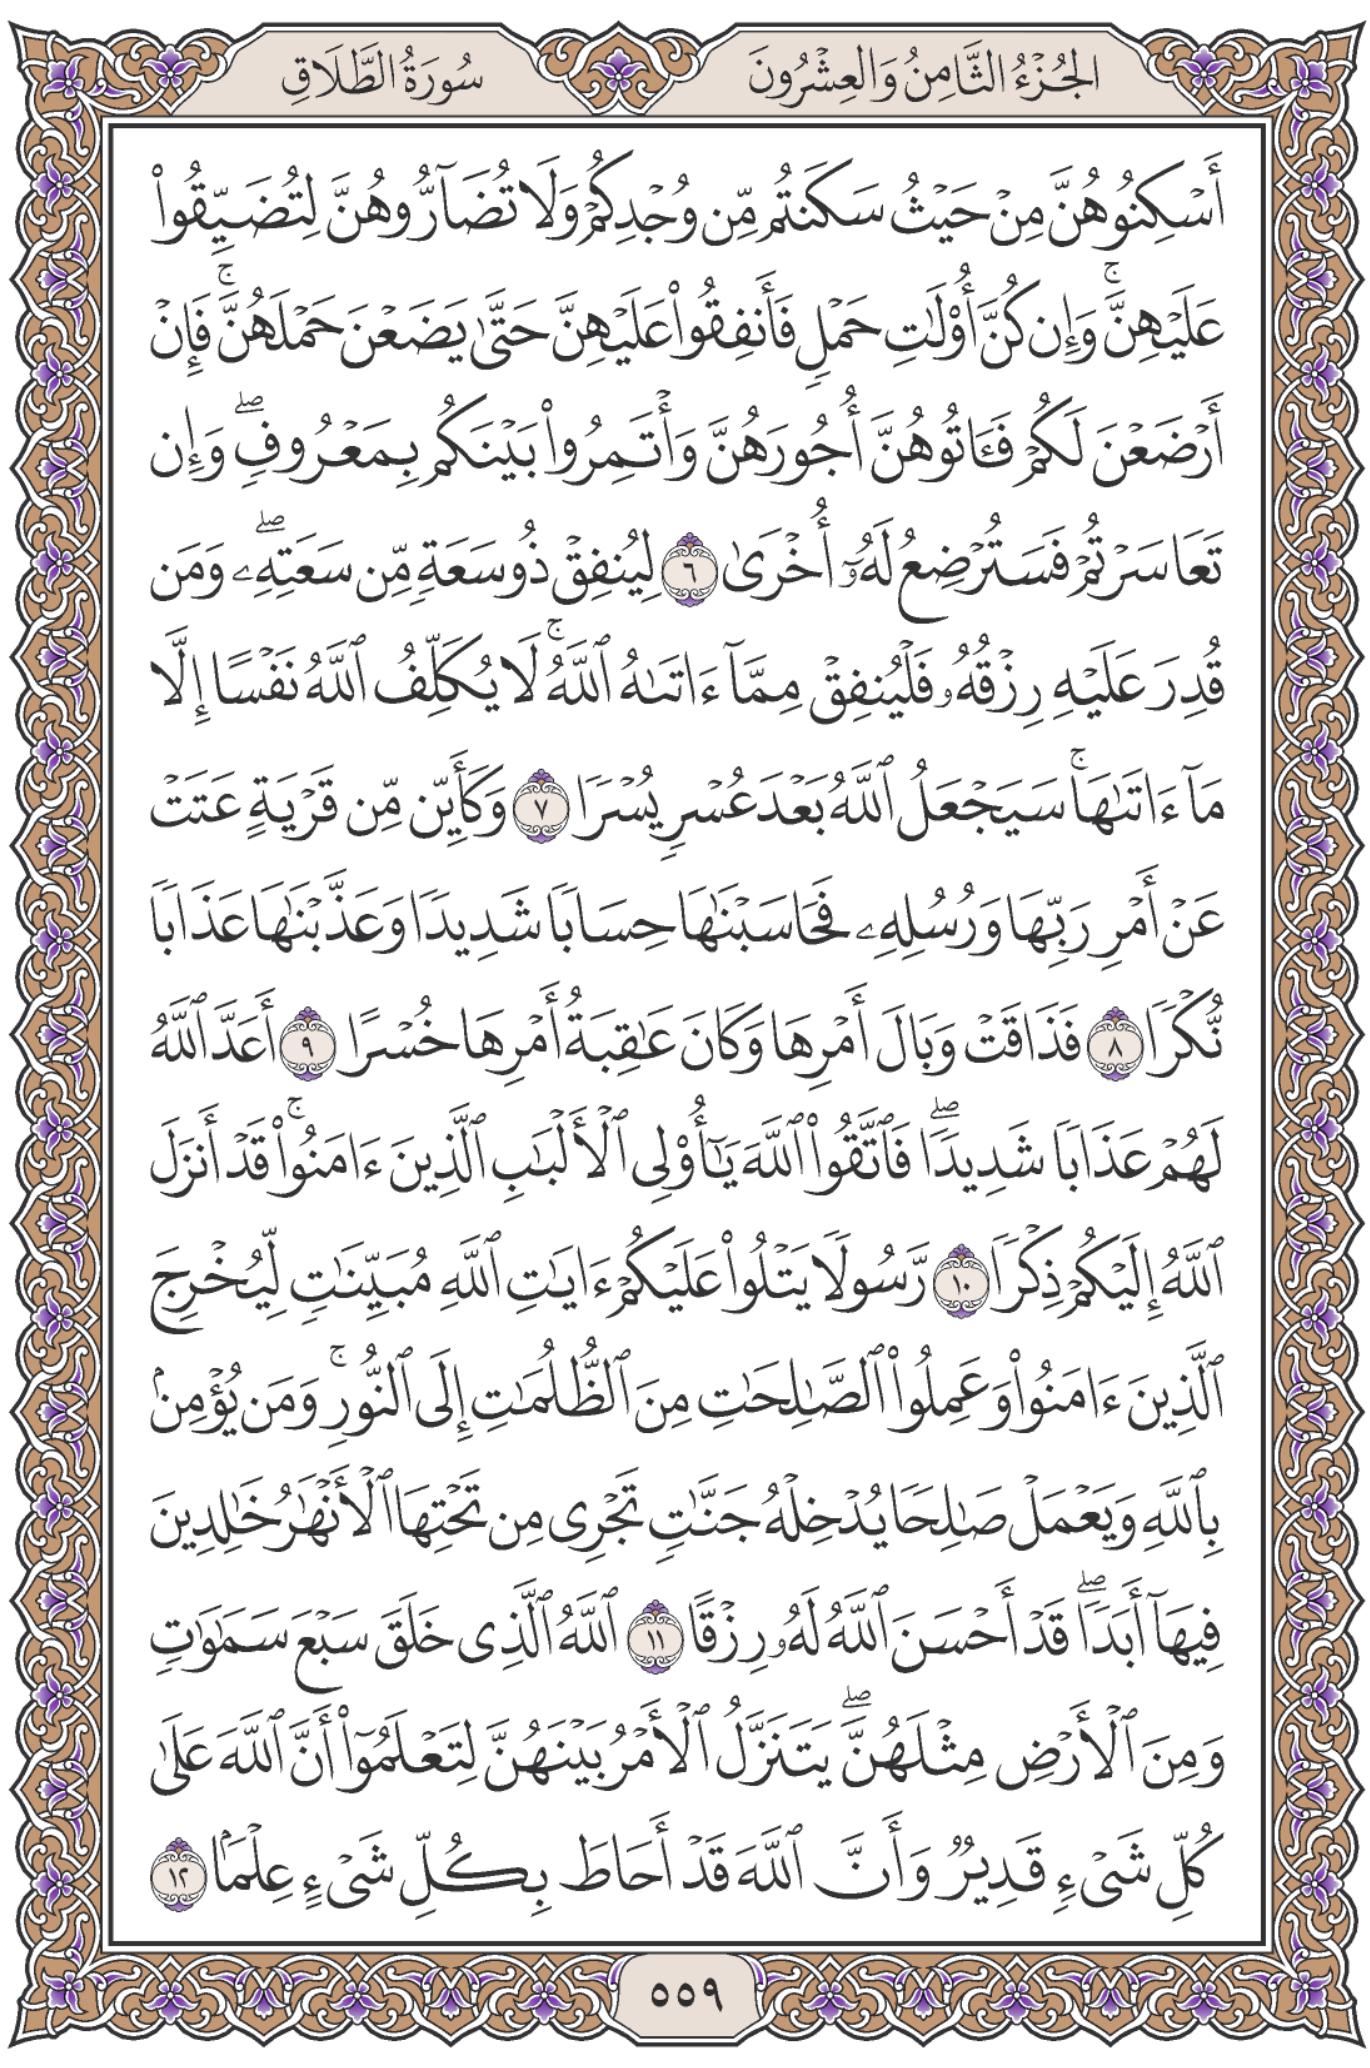 الجُزْءُ الثَّامِنُ وَالعِشْرُونَ
سُورَةُ الطَّلَاقِ
أَسْكِنُوهُنَّ مِنْ حَيْثُ سَكَنتُم مِّن وُجْدِكُمْ وَلَا تُضَآرُّوهُنَّ لِتُضَيِّقُوا۟
عَلَيْهِنَّ ۚ وَإِن كُنَّ أُو۟لَٰتِ حَمْلٍ فَأَنفِقُوا۟ عَلَيْهِنَّ حَتَّىٰ يَضَعْنَ حَمْلَهُنَّ ۚ فَإِنْ
أَرْضَعْنَ لَكُمْ فَـَٔاتُوهُنَّ أُجُورَهُنَّ وَأْتَمِرُوا۟ بَيْنَكُم بِمَعْرُوفٍ ۖ وَإِن
تَعَاسَرْتُمْ فَسَتُرْضِعُ لَهُۥٓ أُخْرَىٰ ٦ لِيُنفِقْ ذُو سَعَةٍ مِّن سَعَتِهِۦ ۖ وَمَن
قُدِرَ عَلَيْهِ رِزْقُهُۥ فَلْيُنفِقْ مِمَّآ ءَاتَىٰهُ ٱللَّهُ ۚ لَا يُكَلِّفُ ٱللَّهُ نَفْسًا إِلَّا
مَآ ءَاتَىٰهَا ۚ سَيَجْعَلُ ٱللَّهُ بَعْدَ عُسْرٍ يُسْرًا ٧ وَكَأَيِّن مِّن قَرْيَةٍ عَتَتْ
عَنْ أَمْرِ رَبِّهَا وَرُسُلِهِۦ فَحَاسَبْنَٰهَا حِسَابًا شَدِيدًا وَعَذَّبْنَٰهَا عَذَابًا
نُّكْرًا ٨ فَذَاقَتْ وَبَالَ أَمْرِهَا وَكَانَ عَٰقِبَةُ أَمْرِهَا خُسْرًا ٩ أَعَدَّ ٱللَّهُ
لَهُمْ عَذَابًا شَدِيدًا ۖ فَٱتَّقُوا۟ ٱللَّهَ يَٰٓأُو۟لِى ٱلْأَلْبَٰبِ ٱلَّذِينَ ءَامَنُوا۟ ۚ قَدْ أَنزَلَ
ٱللَّهُ إِلَيْكُمْ ذِكْرًا ١٠ رَّسُولًا يَتْلُوا۟ عَلَيْكُمْ ءَايَٰتِ ٱللَّهِ مُبَيِّنَٰتٍ لِّيُخْرِجَ
ٱلَّذِينَ ءَامَنُوا۟ وَعَمِلُوا۟ ٱلصَّٰلِحَٰتِ مِنَ ٱلظُّلُمَٰتِ إِلَى ٱلنُّورِ ۚ وَمَن يُؤْمِنۢ
بِٱللَّهِ وَيَعْمَلْ صَٰلِحًا يُدْخِلْهُ جَنَّٰتٍ تَجْرِى مِن تَحْتِهَا ٱلْأَنْهَٰرُ خَٰلِدِينَ
فِيهَآ أَبَدًا ۖ قَدْ أَحْسَنَ ٱللَّهُ لَهُۥ رِزْقًا ١١ ٱللَّهُ ٱلَّذِى خَلَقَ سَبْعَ سَمَٰوَٰتٍ
وَمِنَ ٱلْأَرْضِ مِثْلَهُنَّ ۖ يَتَنَزَّلُ ٱلْأَمْرُ بَيْنَهُنَّ لِتَعْلَمُوٓا۟ أَنَّ ٱللَّهَ عَلَىٰ
كُلِّ شَىْءٍ قَدِيرٌ وَأَنَّ ٱللَّهَ قَدْ أَحَاطَ بِكُلِّ شَىْءٍ عِلْمًۢا ١٢
٥٥٩